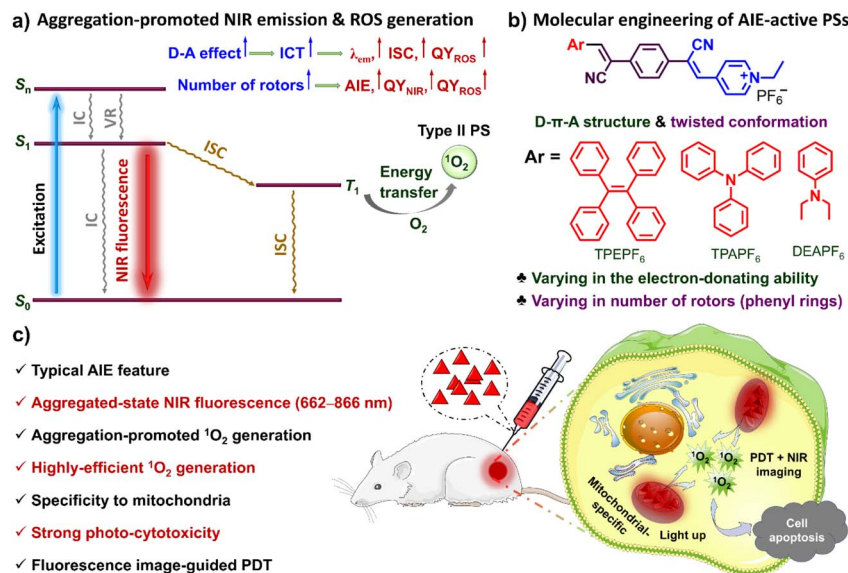 a) Aggregation-promoted NIR emission & ROS generation
D-A effect↑ → ICT↑ → λem,↑ ISC,↑ QYROS↑
Number of rotors↑ → AIE,↑ QYNIR,↑ QYROS↑
Sn
IC
VR
S1
ISC
Type II PS
¹O₂
Energy
transfer
O₂
T1
Excitation
IC
NIR fluorescence
ISC
S0
b) Molecular engineering of AIE-active PSs
Ar
CN
NC
N+
PF₆⁻
D-π-A structure & twisted conformation
Ar =
N
N
TPEPF₆
TPAPF₆
DEAPF₆
♣ Varying in the electron-donating ability
♣ Varying in number of rotors (phenyl rings)
c)
✓ Typical AIE feature
✓ Aggregated-state NIR fluorescence (662–866 nm)
✓ Aggregation-promoted ¹O₂ generation
✓ Highly-efficient ¹O₂ generation
✓ Specificity to mitochondria
✓ Strong photo-cytotoxicity
✓ Fluorescence image-guided PDT
¹O₂
¹O₂
¹O₂
PDT + NIR
imaging
Mitochondrial-
specific
Light up
Cell
apoptosis